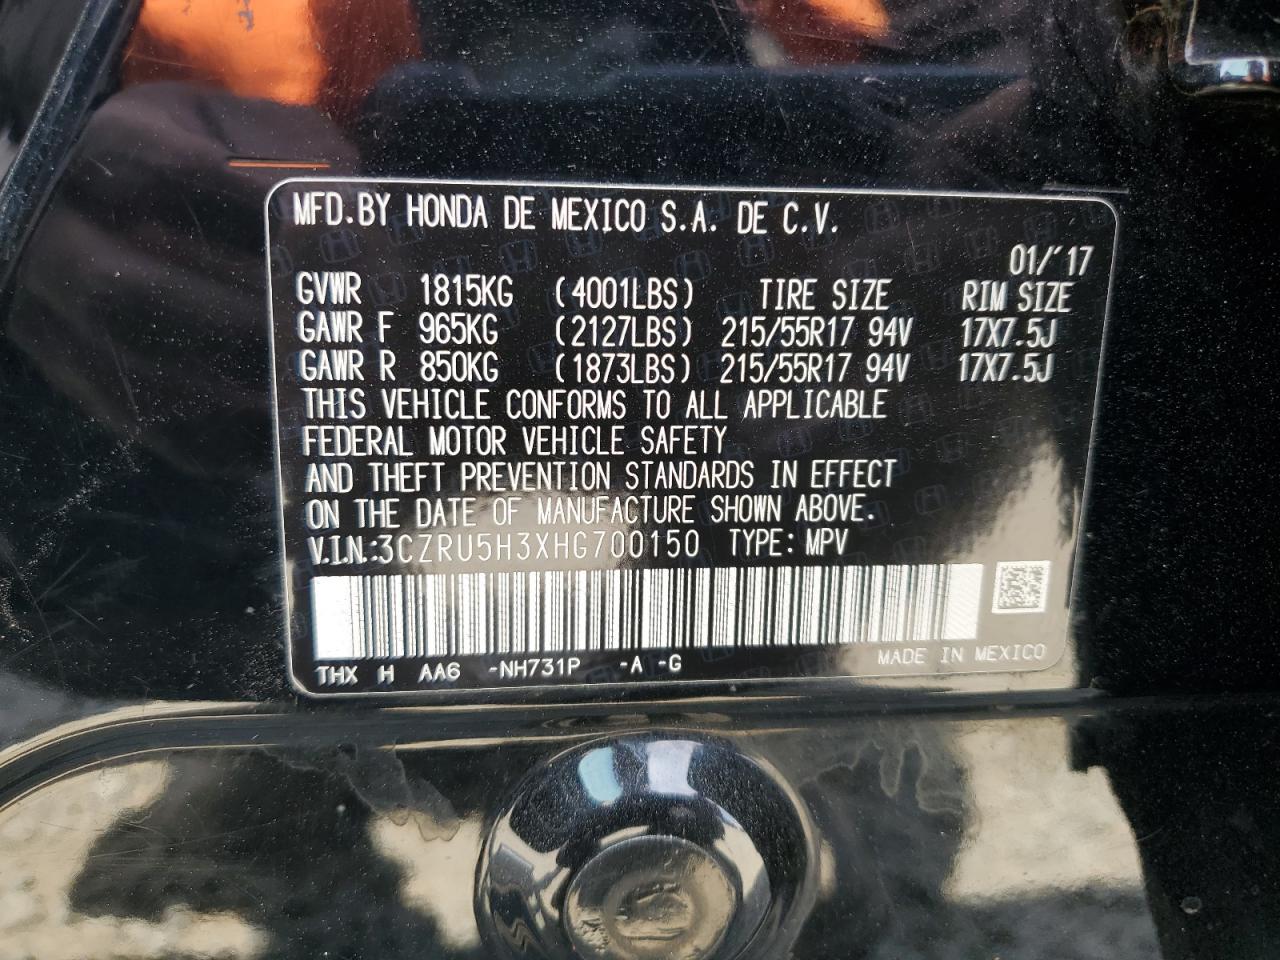 MFD.BY HONDA DE MEXICO S.A. DE C.V.
01/'17
GVWR 1815KG (4001LBS) TIRE SIZE RIM SIZE
GAWR F 965KG (2127LBS) 215/55R17 94V 17X7.5J
GAWR R 850KG (1873LBS) 215/55R17 94V 17X7.5J
THIS VEHICLE CONFORMS TO ALL APPLICABLE
FEDERAL MOTOR VEHICLE SAFETY
AND THEFT PREVENTION STANDARDS IN EFFECT
ON THE DATE OF MANUFACTURE SHOWN ABOVE.
V.I.N.:3CZRU5H3XHG700150 TYPE: MPV
THX H AA6 -NH731P -A -G MADE IN MEXICO